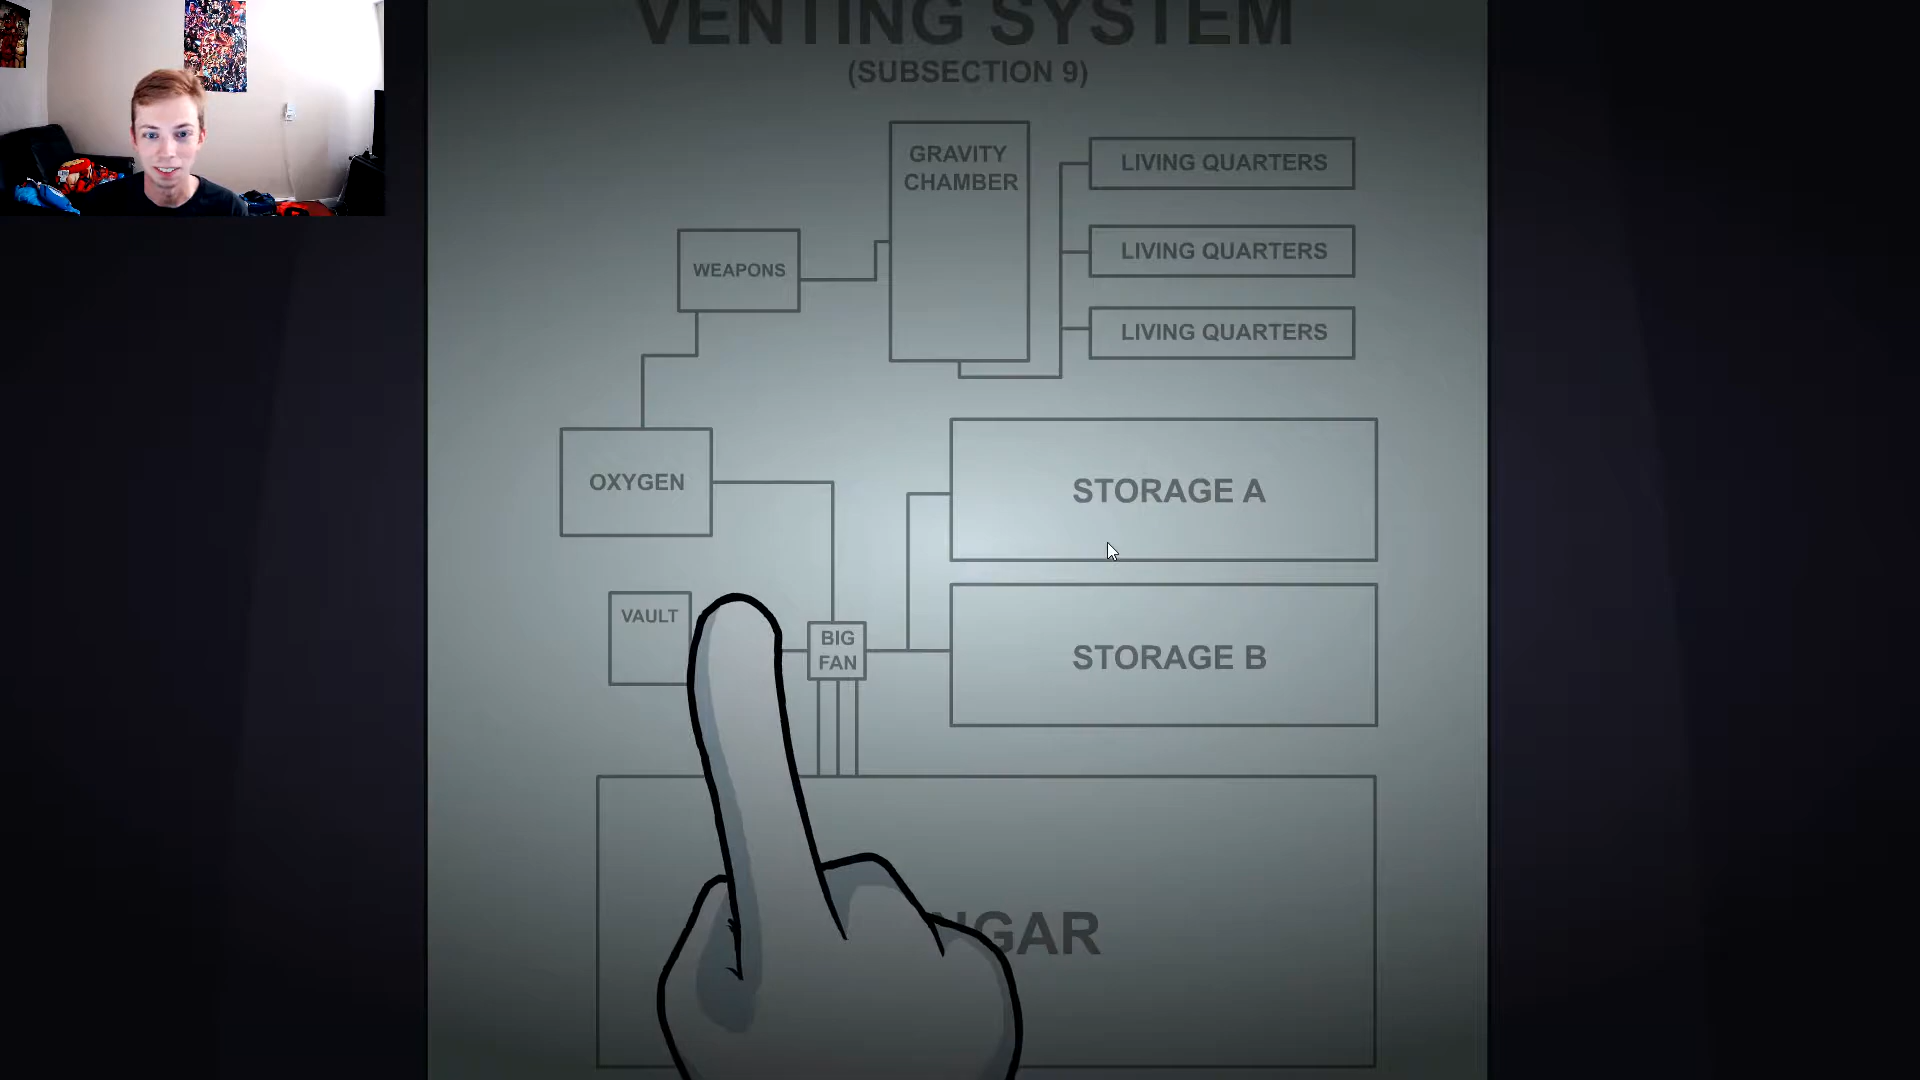 VENTING SYSTEM
(SUBSECTION 9)
GRAVITY
CHAMBER
LIVING QUARTERS
WEAPONS
LIVING QUARTERS
LIVING QUARTERS
OXYGEN
STORAGE A
VAULT
BIG
FAN
STORAGE B
NGAR